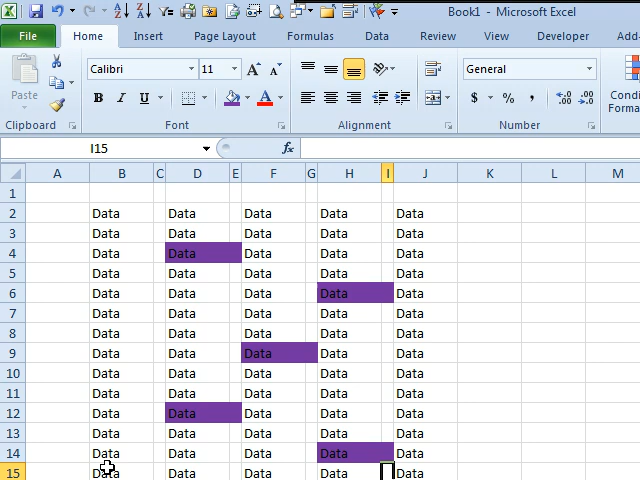 Book1 - Microsoft Excel
File Home Insert Page Layout Formulas Data Review View Developer Add-
Calibri 11 General
Paste
B I U A $ % , Condi
Forma
Clipboard Font Alignment Number
I15 fx
A B C D E F G H I J K L M
1
2 Data Data Data Data Data
3 Data Data Data Data Data
4 Data Data Data Data Data
5 Data Data Data Data Data
6 Data Data Data Data Data
7 Data Data Data Data Data
8 Data Data Data Data Data
9 Data Data Data Data Data
10 Data Data Data Data Data
11 Data Data Data Data Data
12 Data Data Data Data Data
13 Data Data Data Data Data
14 Data Data Data Data Data
15 Data Data Data Data Data